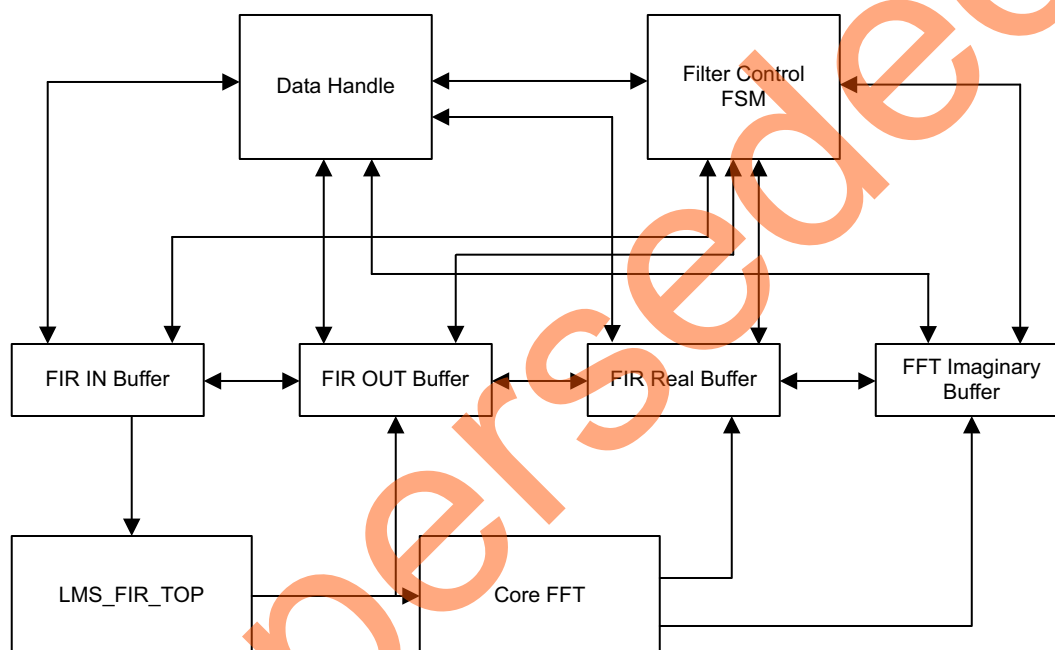 Data Handle
Filter Control
FSM
FIR IN Buffer
FIR OUT Buffer
FIR Real Buffer
FFT Imaginary
Buffer
LMS_FIR_TOP
Core FFT
persede